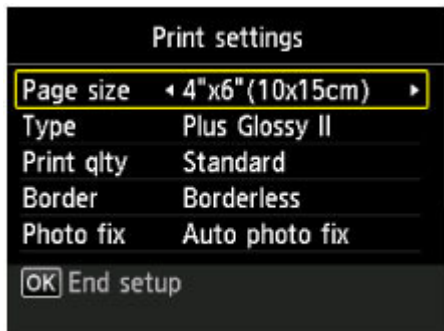 Print settings
Page size 4"x6"(10x15cm)
Type Plus Glossy II
Print qlty Standard
Border Borderless
Photo fix Auto photo fix
OK End setup